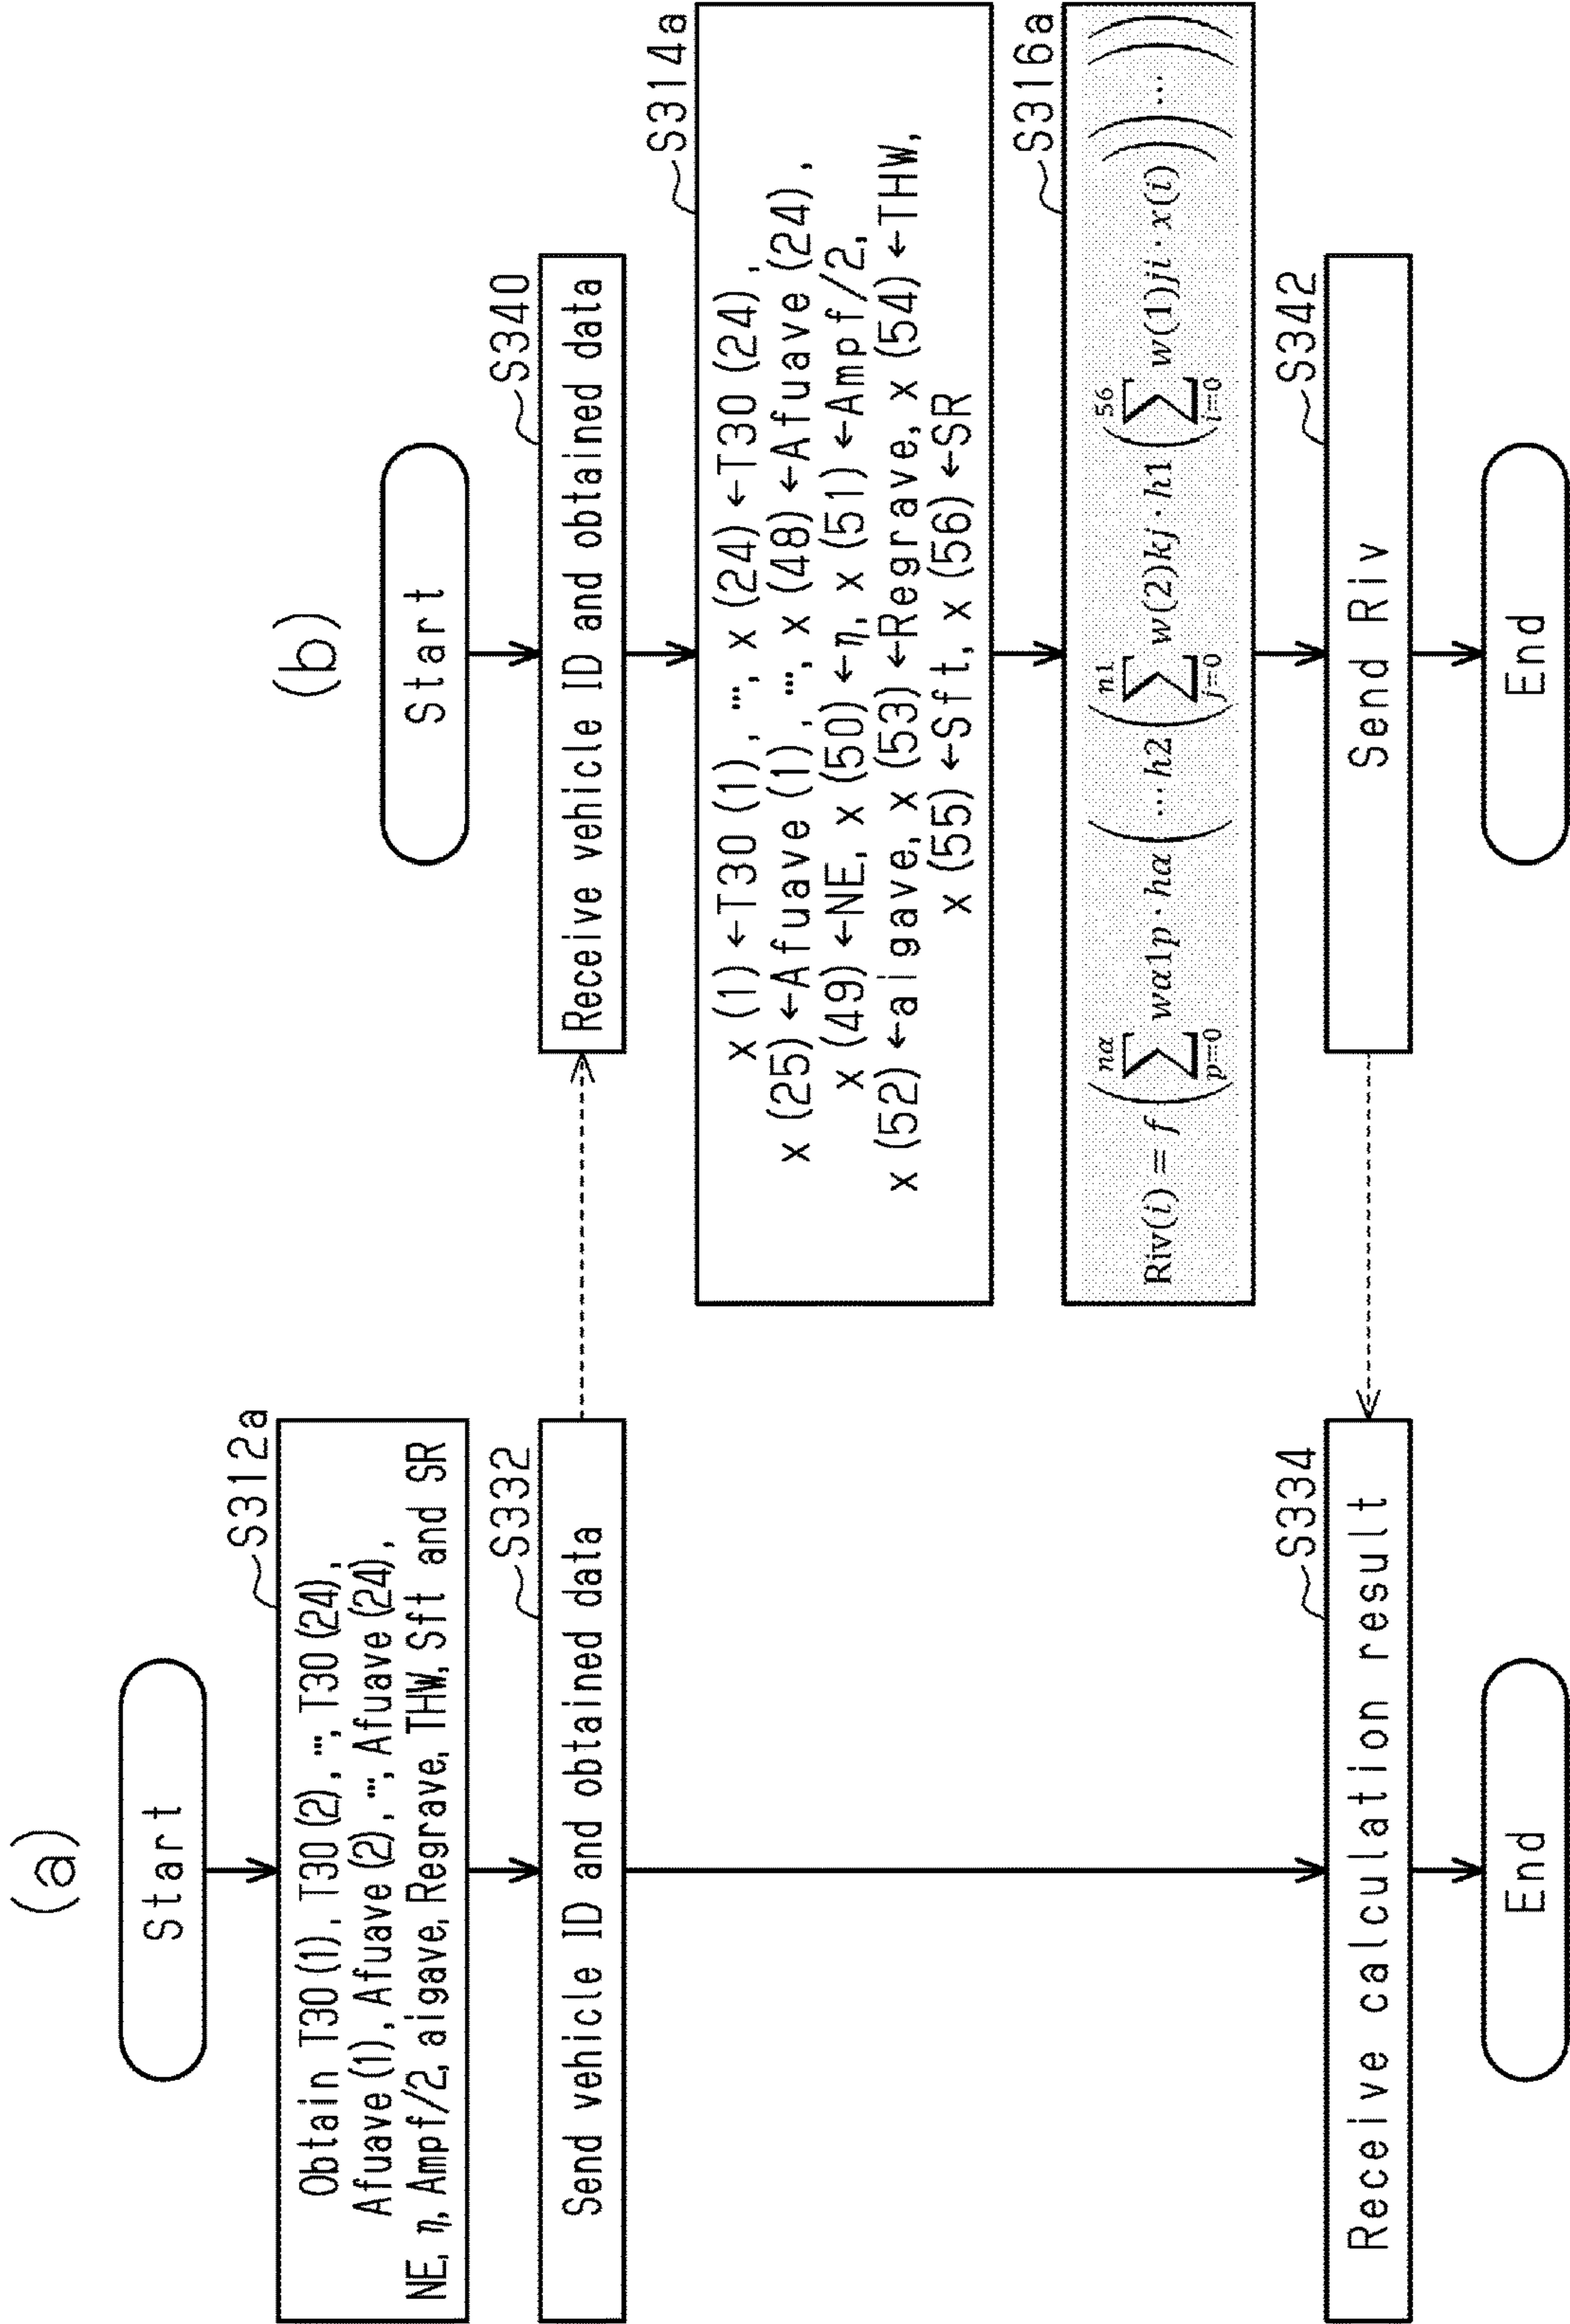 (a)
Start
S312a
Obtain T30 (1), T30 (2), …, T30 (24),
Afuave (1), Afuave (2), …, Afuave (24),
NE, η, Ampf/2, aigave, Regrave, THW, Sft and SR
S332
Send vehicle ID and obtained data
S334
Receive calculation result
End
(b)
Start
S340
Receive vehicle ID and obtained data
S314a
x (1) ←T30 (1), …, x (24) ←T30 (24),
x (25) ←Afuave (1), …, x (48) ←Afuave (24),
x (49) ←NE, x (50) ←η, x (51) ←Ampf/2,
x (52) ←aigave, x (53) ←Regrave, x (54) ←THW,
x (55) ←Sft, x (56) ←SR
S316a
Riv(i) = f (∑_{p=0}^{nα} wα1p · hα (… h2 (∑_{j=0}^{n1} w(2)kj · h1 (∑_{i=0}^{56} w(1)ji · x(i)))…))
S342
Send Riv
End